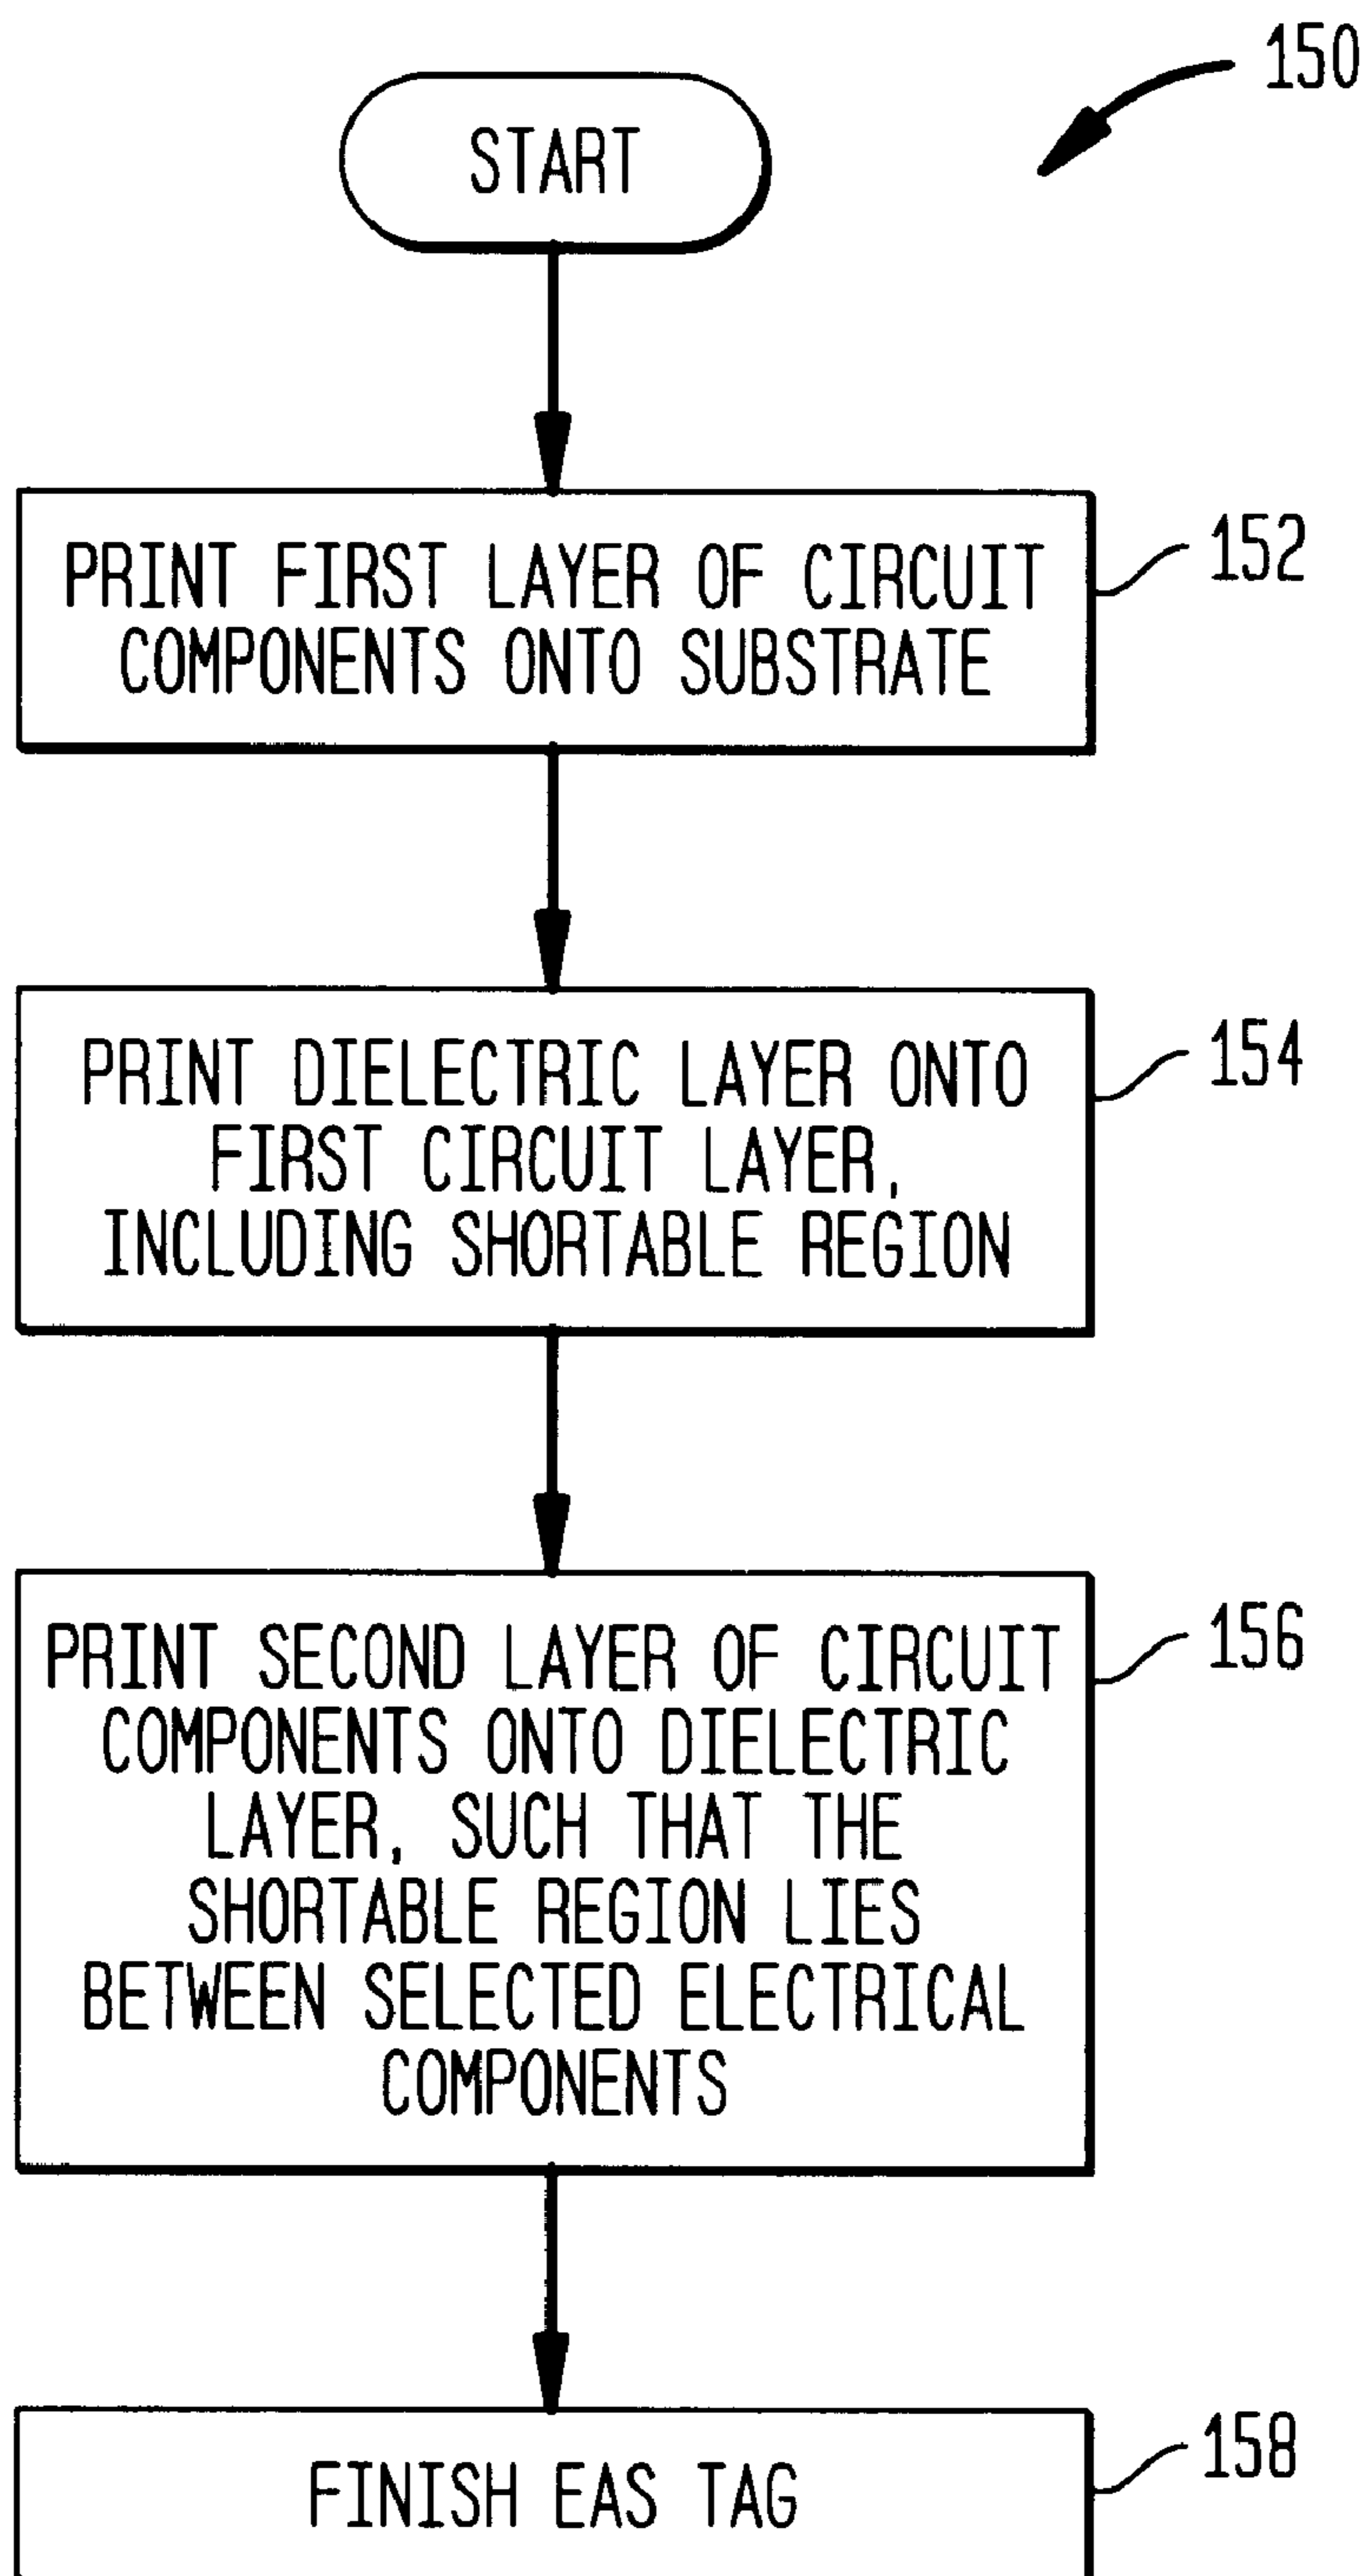 150
START
PRINT FIRST LAYER OF CIRCUIT
COMPONENTS ONTO SUBSTRATE
152
PRINT DIELECTRIC LAYER ONTO
FIRST CIRCUIT LAYER,
INCLUDING SHORTABLE REGION
154
PRINT SECOND LAYER OF CIRCUIT
COMPONENTS ONTO DIELECTRIC
LAYER, SUCH THAT THE
SHORTABLE REGION LIES
BETWEEN SELECTED ELECTRICAL
COMPONENTS
156
FINISH EAS TAG
158